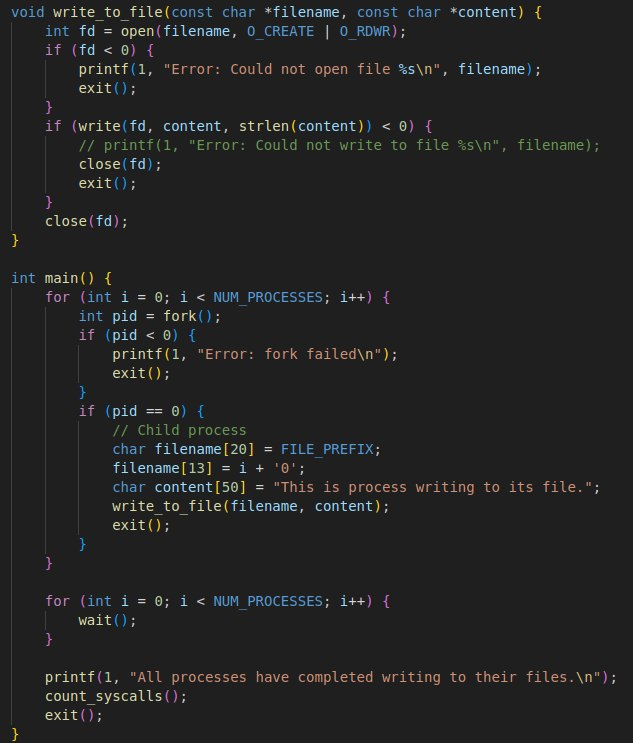 void write_to_file(const char *filename, const char *content) {
    int fd = open(filename, O_CREATE | O_RDWR);
    if (fd < 0) {
        printf(1, "Error: Could not open file %s\n", filename);
        exit();
    }
    if (write(fd, content, strlen(content)) < 0) {
        // printf(1, "Error: Could not write to file %s\n", filename);
        close(fd);
        exit();
    }
    close(fd);
}

int main() {
    for (int i = 0; i < NUM_PROCESSES; i++) {
        int pid = fork();
        if (pid < 0) {
            printf(1, "Error: fork failed\n");
            exit();
        }
        if (pid == 0) {
            // Child process
            char filename[20] = FILE_PREFIX;
            filename[13] = i + '0';
            char content[50] = "This is process writing to its file.";
            write_to_file(filename, content);
            exit();
        }
    }

    for (int i = 0; i < NUM_PROCESSES; i++) {
        wait();
    }

    printf(1, "All processes have completed writing to their files.\n");
    count_syscalls();
    exit();
}